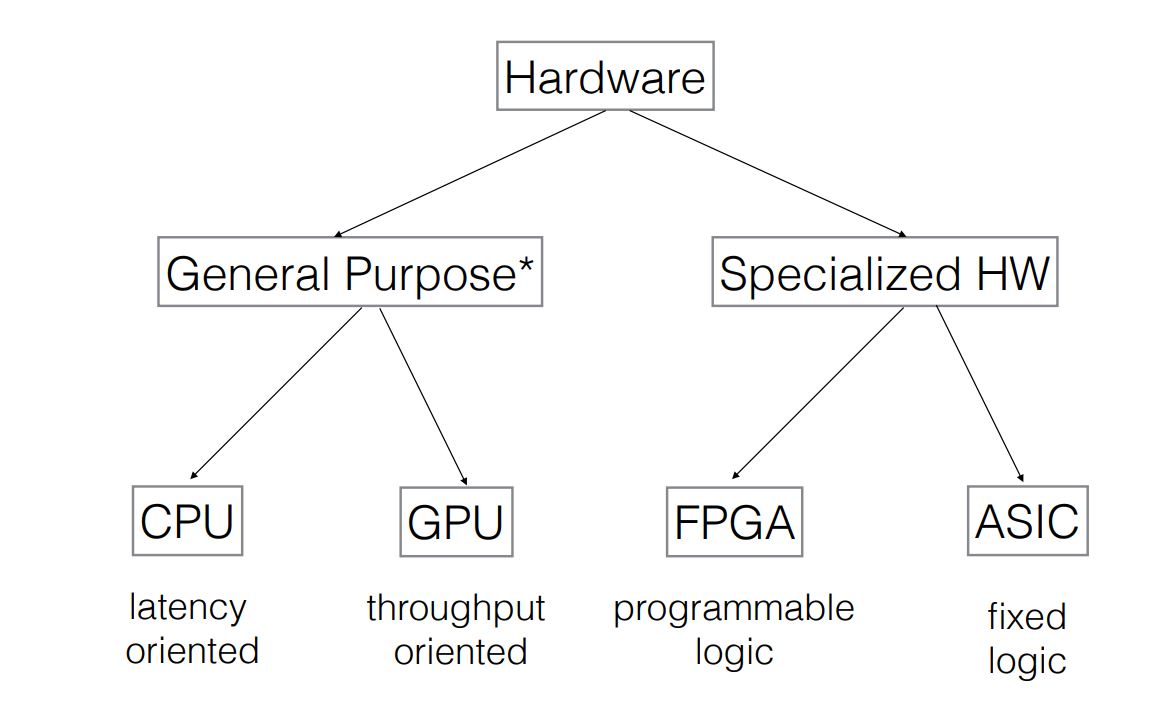 Hardware
General Purpose*
Specialized HW
CPU
GPU
FPGA
ASIC
latency
oriented
throughput
oriented
programmable
logic
fixed
logic